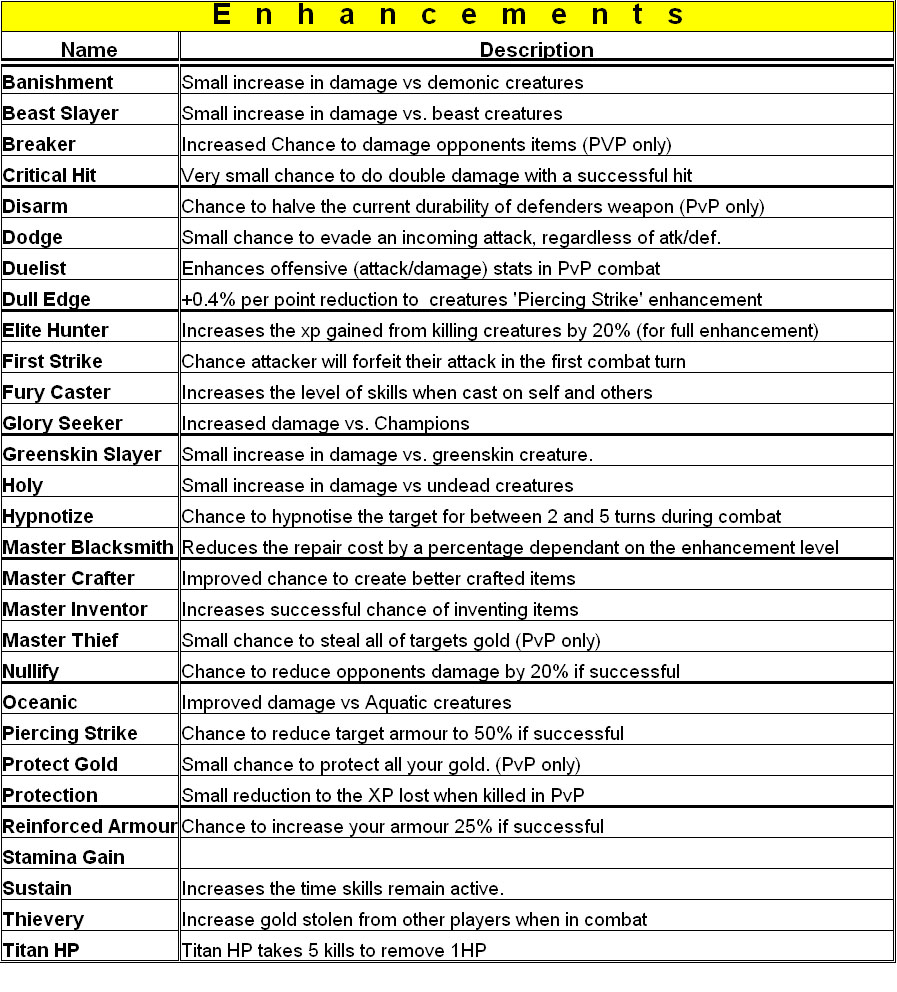 E n h a n c e m e n t s
Name Description
Banishment Small increase in damage vs demonic creatures
Beast Slayer Small increase in damage vs. beast creatures
Breaker Increased Chance to damage opponents items (PVP only)
Critical Hit Very small chance to do double damage with a successful hit
Disarm Chance to halve the current durability of defenders weapon (PvP only)
Dodge Small chance to evade an incoming attack, regardless of atk/def.
Duelist Enhances offensive (attack/damage) stats in PvP combat
Dull Edge +0.4% per point reduction to creatures 'Piercing Strike' enhancement
Elite Hunter Increases the xp gained from killing creatures by 20% (for full enhancement)
First Strike Chance attacker will forfeit their attack in the first combat turn
Fury Caster Increases the level of skills when cast on self and others
Glory Seeker Increased damage vs. Champions
Greenskin Slayer Small increase in damage vs. greenskin creature.
Holy Small increase in damage vs undead creatures
Hypnotize Chance to hypnotise the target for between 2 and 5 turns during combat
Master Blacksmith Reduces the repair cost by a percentage dependant on the enhancement level
Master Crafter Improved chance to create better crafted items
Master Inventor Increases successful chance of inventing items
Master Thief Small chance to steal all of targets gold (PvP only)
Nullify Chance to reduce opponents damage by 20% if successful
Oceanic Improved damage vs Aquatic creatures
Piercing Strike Chance to reduce target armour to 50% if successful
Protect Gold Small chance to protect all your gold. (PvP only)
Protection Small reduction to the XP lost when killed in PvP
Reinforced Armour Chance to increase your armour 25% if successful
Stamina Gain
Sustain Increases the time skills remain active.
Thievery Increase gold stolen from other players when in combat
Titan HP Titan HP takes 5 kills to remove 1HP